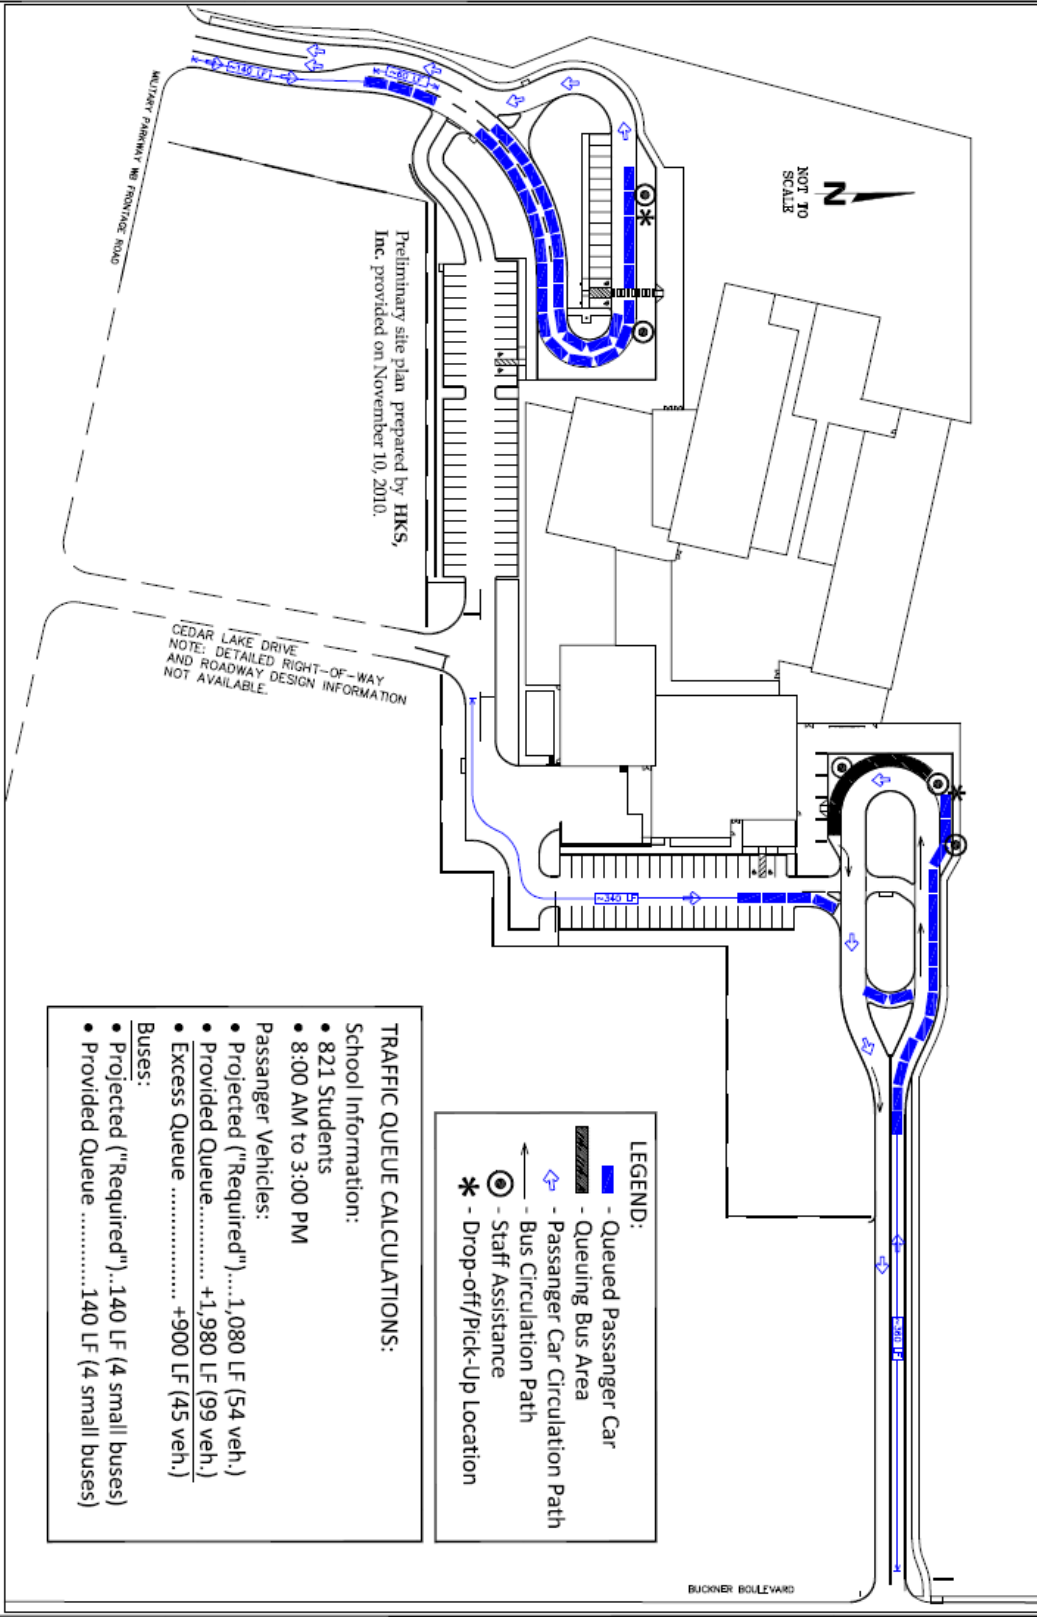 MILITARY PARKWAY WB FRONTAGE ROAD
~140 LF
~60 LF
NOT TO
SCALE
N
Preliminary site plan prepared by HKS,
Inc. provided on November 10, 2010.
CEDAR LAKE DRIVE
NOTE: DETAILED RIGHT-OF-WAY
AND ROADWAY DESIGN INFORMATION
NOT AVAILABLE.
~340 LF
~360 LF
BUCKNER BOULEVARD
LEGEND:
- Queued Passanger Car
- Queuing Bus Area
- Passanger Car Circulation Path
- Bus Circulation Path
- Staff Assistance
* - Drop-off/Pick-Up Location
TRAFFIC QUEUE CALCULATIONS:
School Information:
• 821 Students
• 8:00 AM to 3:00 PM
Passanger Vehicles:
• Projected ("Required")....1,080 LF (54 veh.)
• Provided Queue........... +1,980 LF (99 veh.)
• Excess Queue ............... +900 LF (45 veh.)
Buses:
• Projected ("Required")..140 LF (4 small buses)
• Provided Queue ............140 LF (4 small buses)